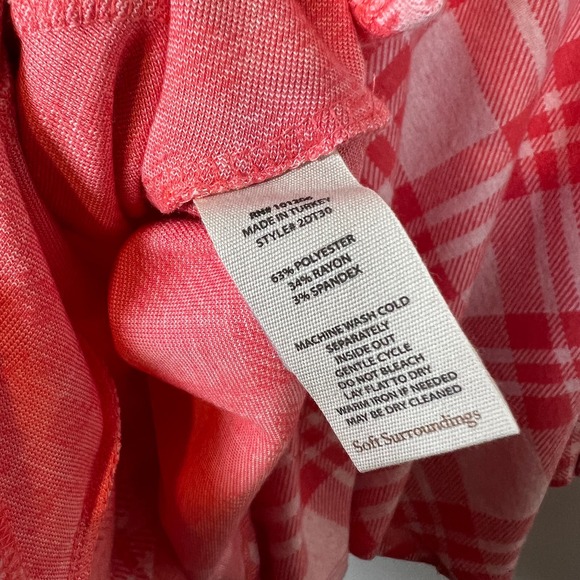 RN#
MADE IN TURKEY
STYLE# 2DT30
63% POLYESTER
34% RAYON
3% SPANDEX
MACHINE WASH COLD
SEPARATELY
INSIDE OUT
GENTLE CYCLE
DO NOT BLEACH
LAY FLAT TO DRY
WARM IRON IF NEEDED
MAY BE DRY CLEANED
Soft Surroundings